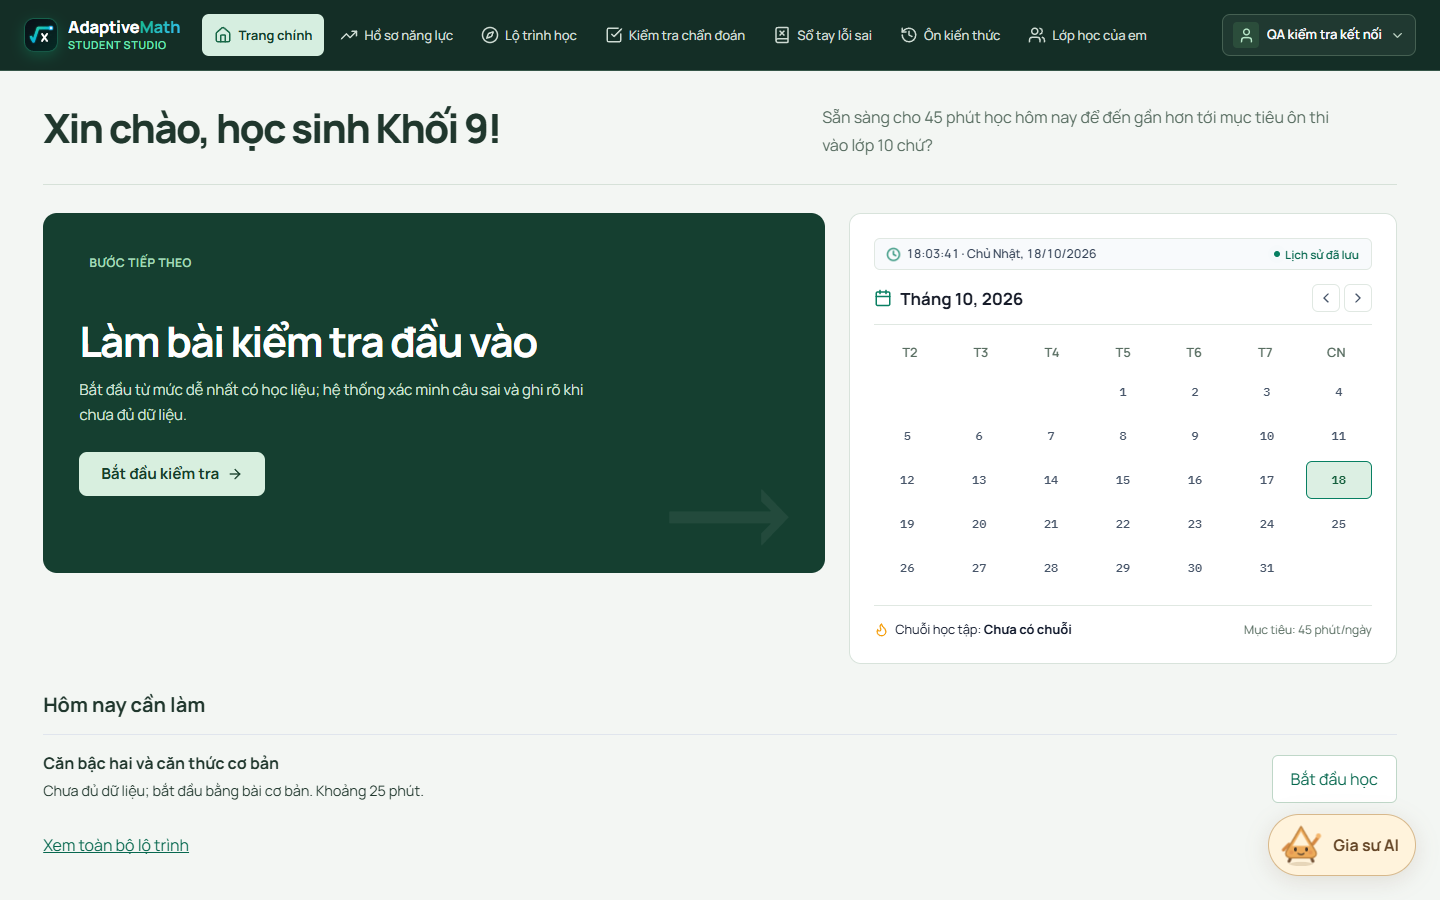 AdaptiveMath
STUDENT STUDIO
Trang chính
Hồ sơ năng lực
Lộ trình học
Kiểm tra chẩn đoán
Sổ tay lỗi sai
Ôn kiến thức
Lớp học của em
QA kiểm tra kết nối
Xin chào, học sinh Khối 9!
Sẵn sàng cho 45 phút học hôm nay để đến gần hơn tới mục tiêu ôn thi
vào lớp 10 chứ?
BƯỚC TIẾP THEO
Làm bài kiểm tra đầu vào
Bắt đầu từ mức dễ nhất có học liệu; hệ thống xác minh câu sai và ghi rõ khi
chưa đủ dữ liệu.
Bắt đầu kiểm tra →
18:03:41 · Chủ Nhật, 18/10/2026
Lịch sử đã lưu
Tháng 10, 2026
T2 T3 T4 T5 T6 T7 CN
1 2 3 4
5 6 7 8 9 10 11
12 13 14 15 16 17 18
19 20 21 22 23 24 25
26 27 28 29 30 31
Chuỗi học tập: Chưa có chuỗi
Mục tiêu: 45 phút/ngày
Hôm nay cần làm
Căn bậc hai và căn thức cơ bản
Chưa đủ dữ liệu; bắt đầu bằng bài cơ bản. Khoảng 25 phút.
Bắt đầu học
Xem toàn bộ lộ trình
Gia sư AI